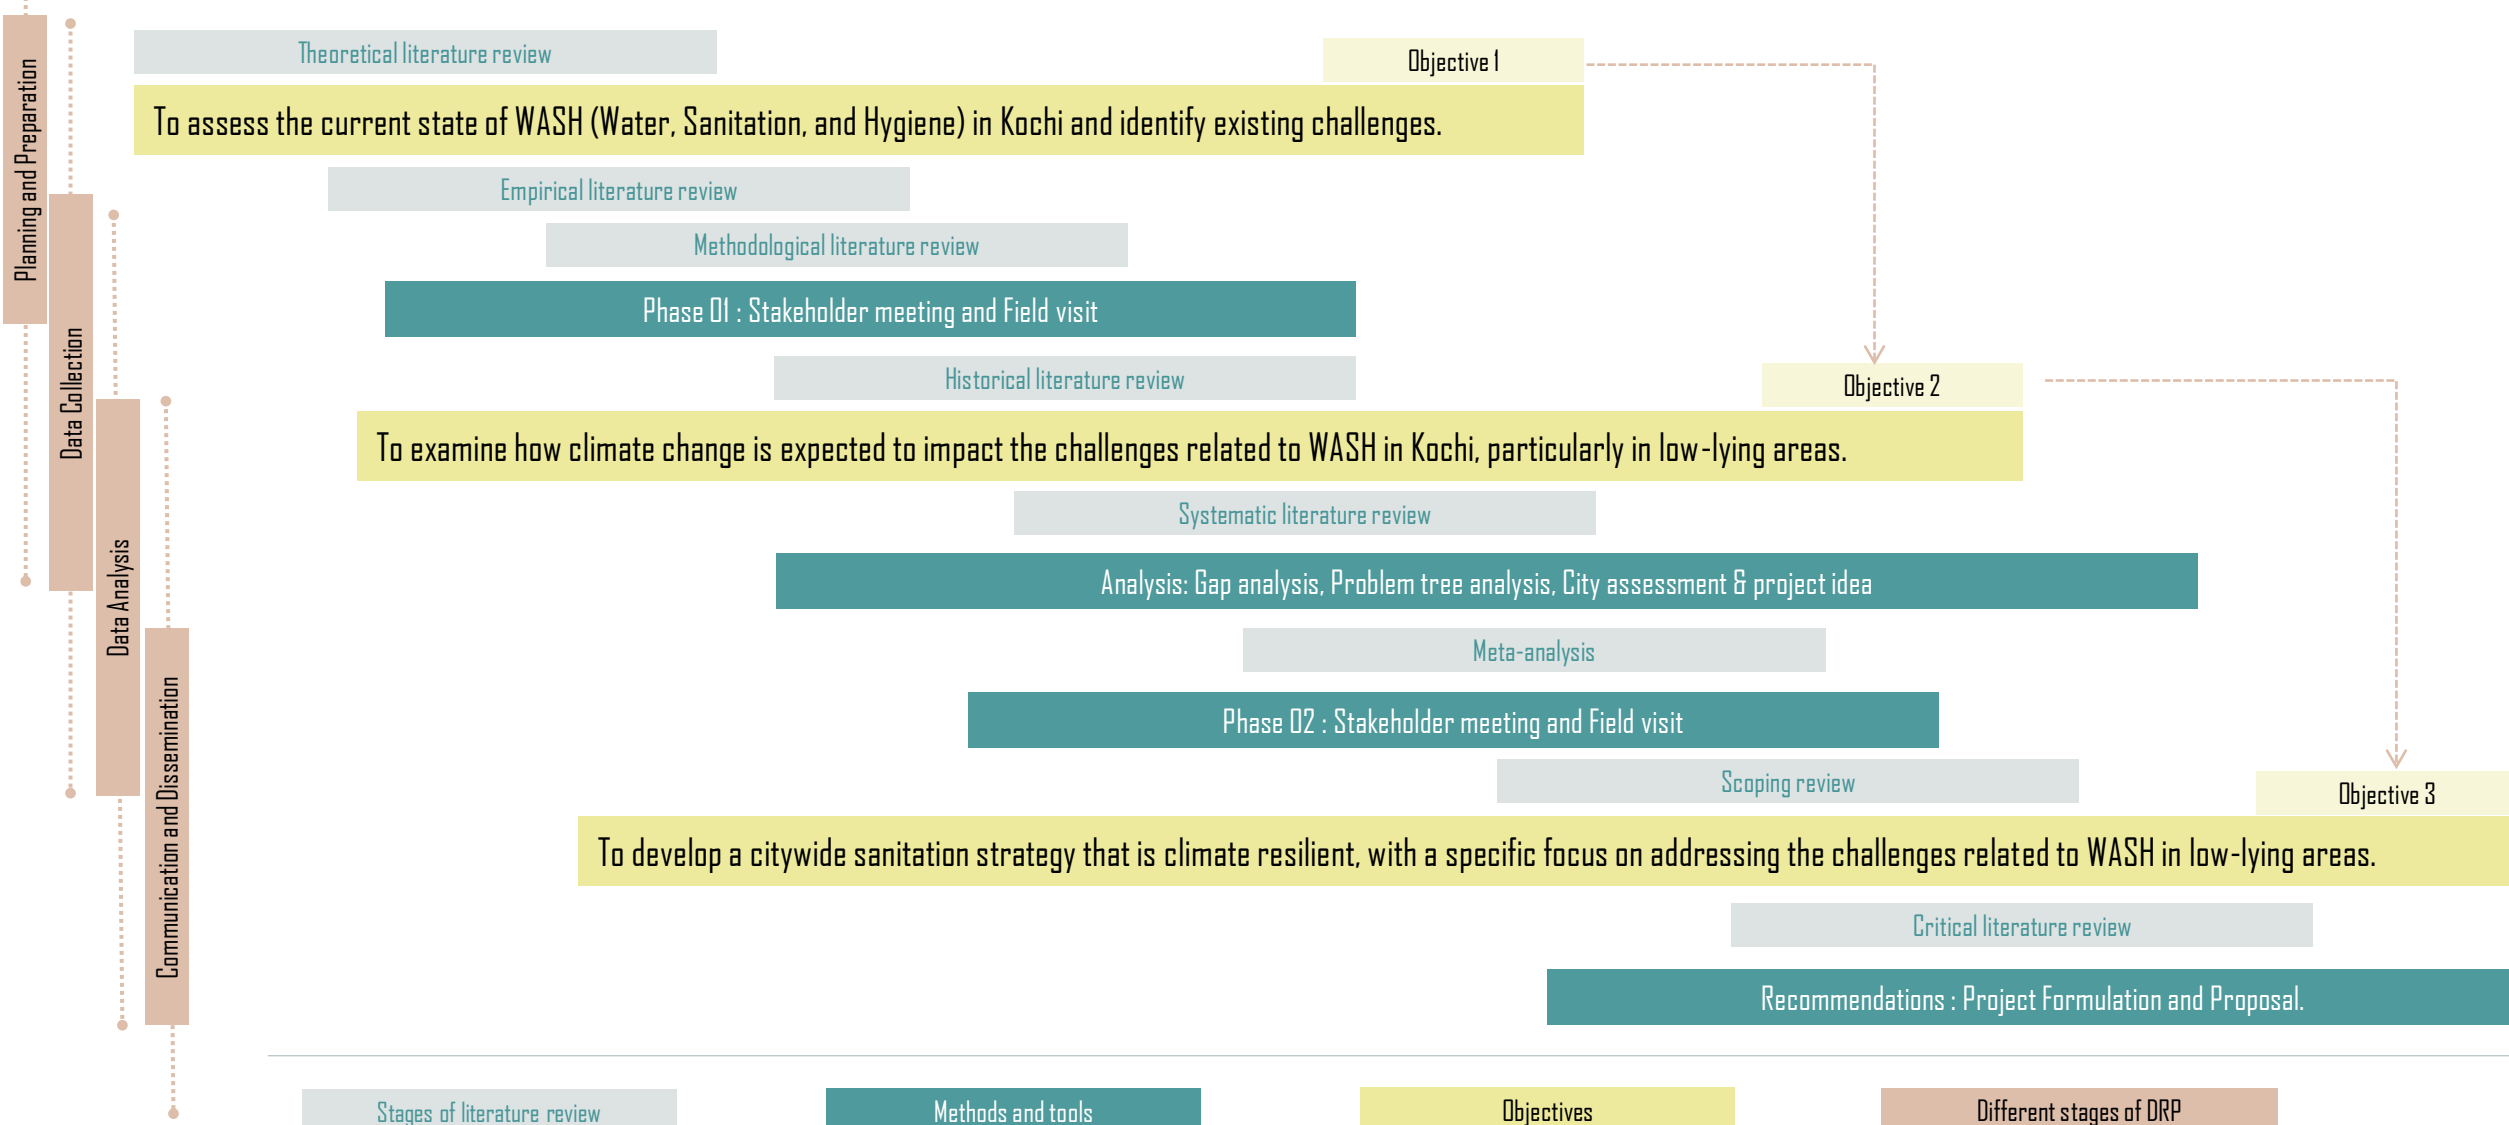 Planning and Preparation
Data Collection
Data Analysis
Communication and Dissemination
Theoretical literature review
Objective 1
To assess the current state of WASH (Water, Sanitation, and Hygiene) in Kochi and identify existing challenges.
Empirical literature review
Methodological literature review
Phase 01 : Stakeholder meeting and Field visit
Historical literature review
Objective 2
To examine how climate change is expected to impact the challenges related to WASH in Kochi, particularly in low-lying areas.
Systematic literature review
Analysis: Gap analysis, Problem tree analysis, City assessment & project idea
Meta-analysis
Phase 02 : Stakeholder meeting and Field visit
Scoping review
Objective 3
To develop a citywide sanitation strategy that is climate resilient, with a specific focus on addressing the challenges related to WASH in low-lying areas.
Critical literature review
Recommendations : Project Formulation and Proposal.
Stages of literature review
Methods and tools
Objectives
Different stages of DRP